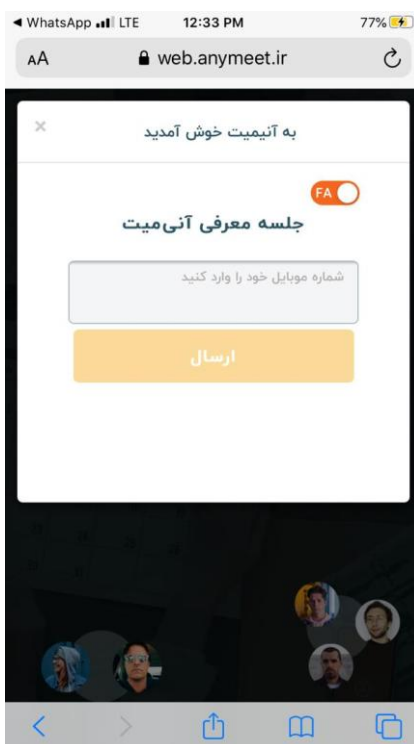 WhatsApp LTE 12:33 PM 77%
AA web.anymeet.ir
×
به آنیمیت خوش آمدید
FA
جلسه معرفی آنی‌میت
شماره موبایل خود را وارد کنید
ارسال